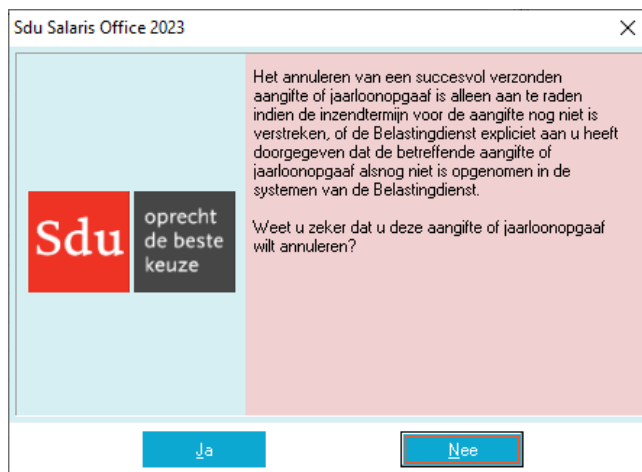 Sdu Salaris Office 2023
Het annuleren van een succesvol verzonden
aangifte of jaarloonopgaaf is alleen aan te raden
indien de inzendtermijn voor de aangifte nog niet is
verstreken, of de Belastingdienst expliciet aan u heeft
doorgegeven dat de betreffende aangifte of
jaarloonopgaaf alsnog niet is opgenomen in de
systemen van de Belastingdienst.
Weet u zeker dat u deze aangifte of jaarloonopgaaf
wilt annuleren?
Sdu
oprecht
de beste
keuze
Ja
Nee